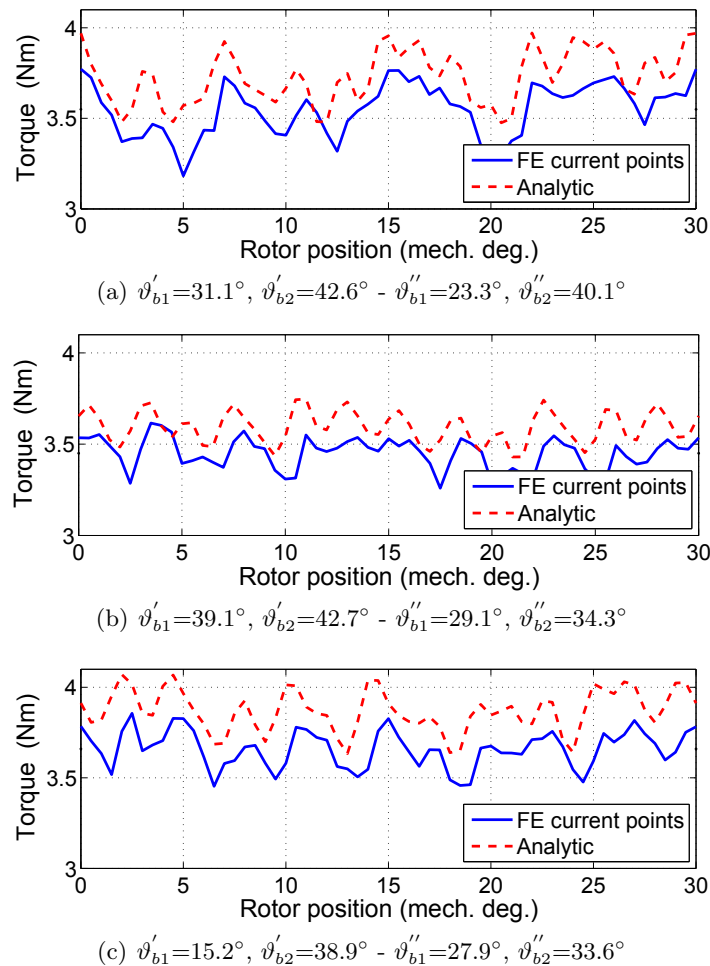 4
3.5
3
Torque (Nm)
0 5 10 15 20 25 30
Rotor position (mech. deg.)
FE current points
Analytic
(a) ϑ′b1=31.1°, ϑ′b2=42.6° - ϑ′′b1=23.3°, ϑ′′b2=40.1°
4
3.5
3
Torque (Nm)
0 5 10 15 20 25 30
Rotor position (mech. deg.)
FE current points
Analytic
(b) ϑ′b1=39.1°, ϑ′b2=42.7° - ϑ′′b1=29.1°, ϑ′′b2=34.3°
4
3.5
3
Torque (Nm)
0 5 10 15 20 25 30
Rotor position (mech. deg.)
FE current points
Analytic
(c) ϑ′b1=15.2°, ϑ′b2=38.9° - ϑ′′b1=27.9°, ϑ′′b2=33.6°